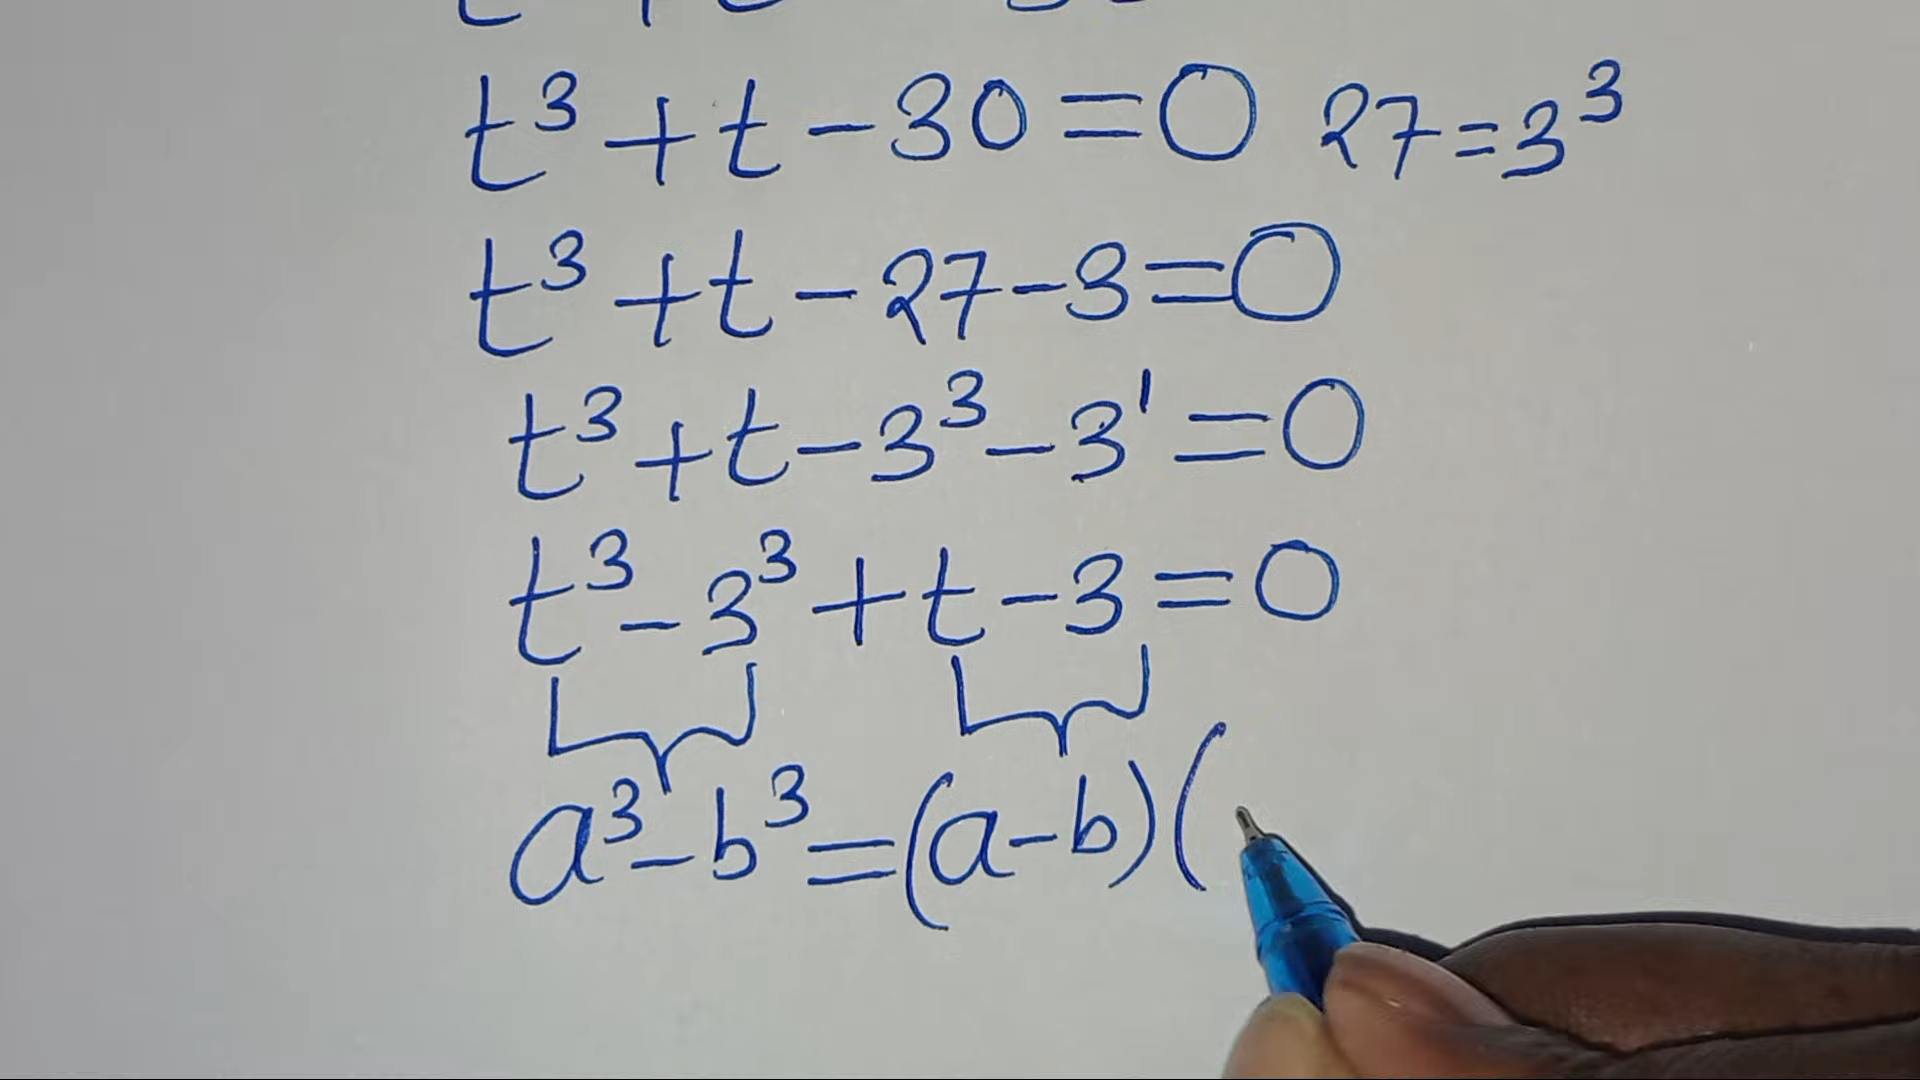 t³ + t - 30 = 0 27 = 3³
t³ + t - 27 - 3 = 0
t³ + t - 3³ - 3¹ = 0
t³ - 3³ + t - 3 = 0
a³ - b³ = (a - b) (